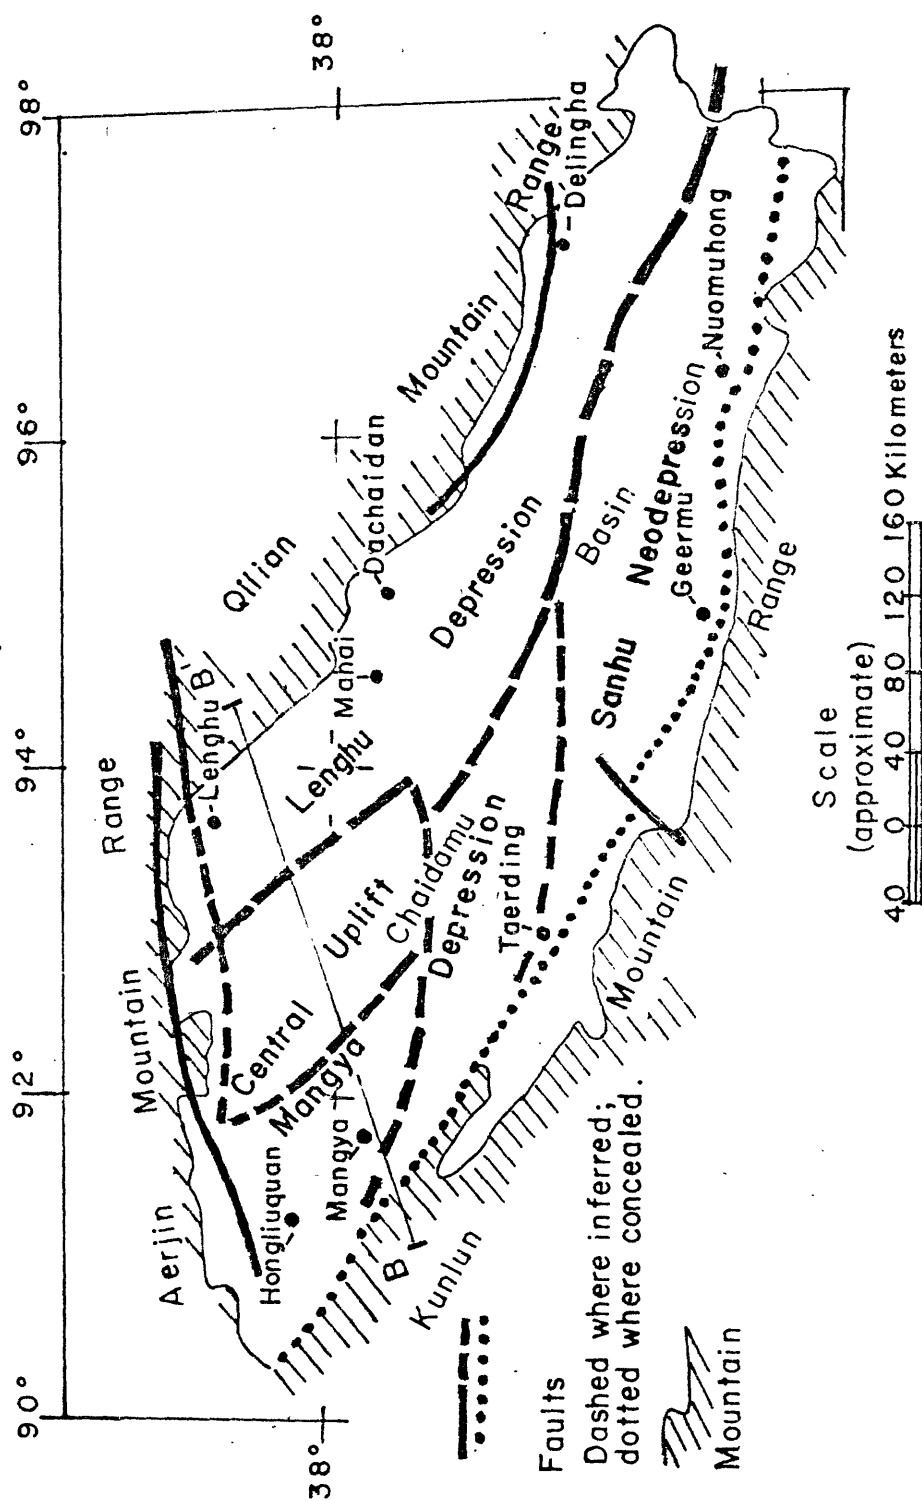 90°
92°
94°
96°
98°
38°
38°
Aerjin
Mountain
Range
Qilian
Mountain
Range
Lenghu
B'
Hongliuquan
Central
Uplift
Lenghu
Mahai
Dachaidan
Delingha
Mangya
Mangya
Chaidamu
Depression
Depression
Basin
Taerding
Sanhu
Neodepression
Geermu
Nuomuhong
B
Kunlun
Mountain
Range
Faults
Dashed where inferred;
dotted where concealed.
Mountain
Scale
(approximate)
40 0 40 80 120 160 Kilometers